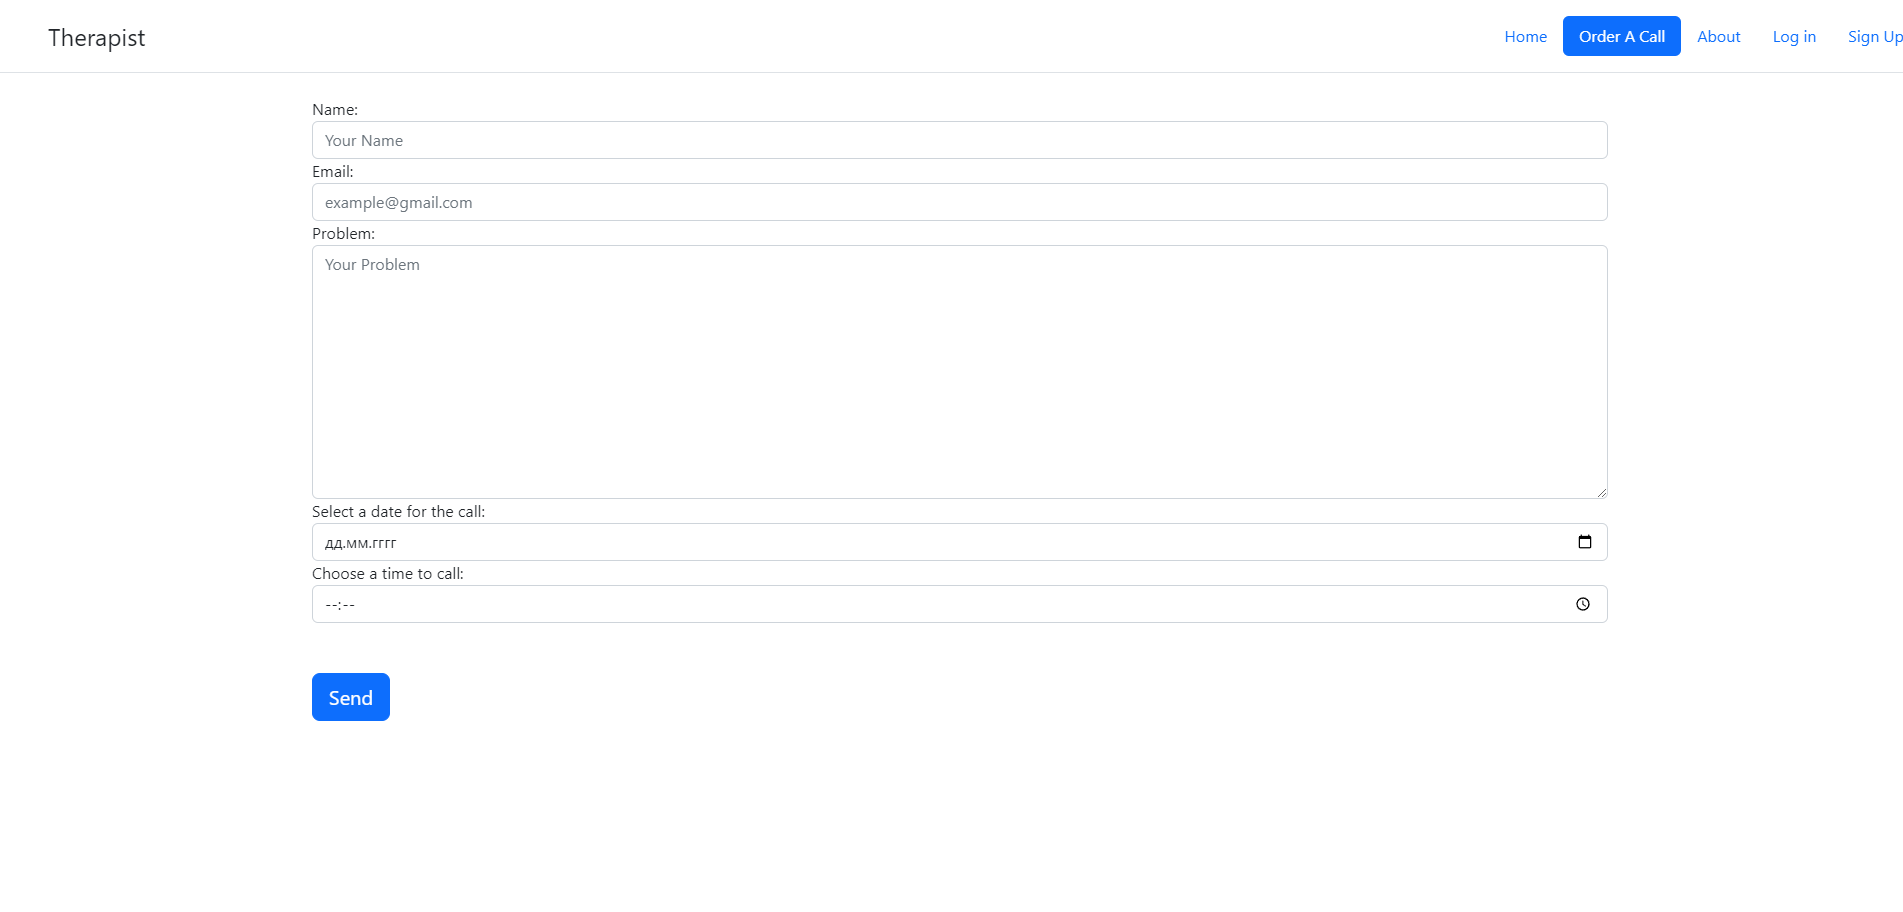 Therapist
Home Order A Call About Log in Sign Up
Name:
Your Name
Email:
example@gmail.com
Problem:
Your Problem
Select a date for the call:
дд.мм.гггг
Choose a time to call:
--:--
Send